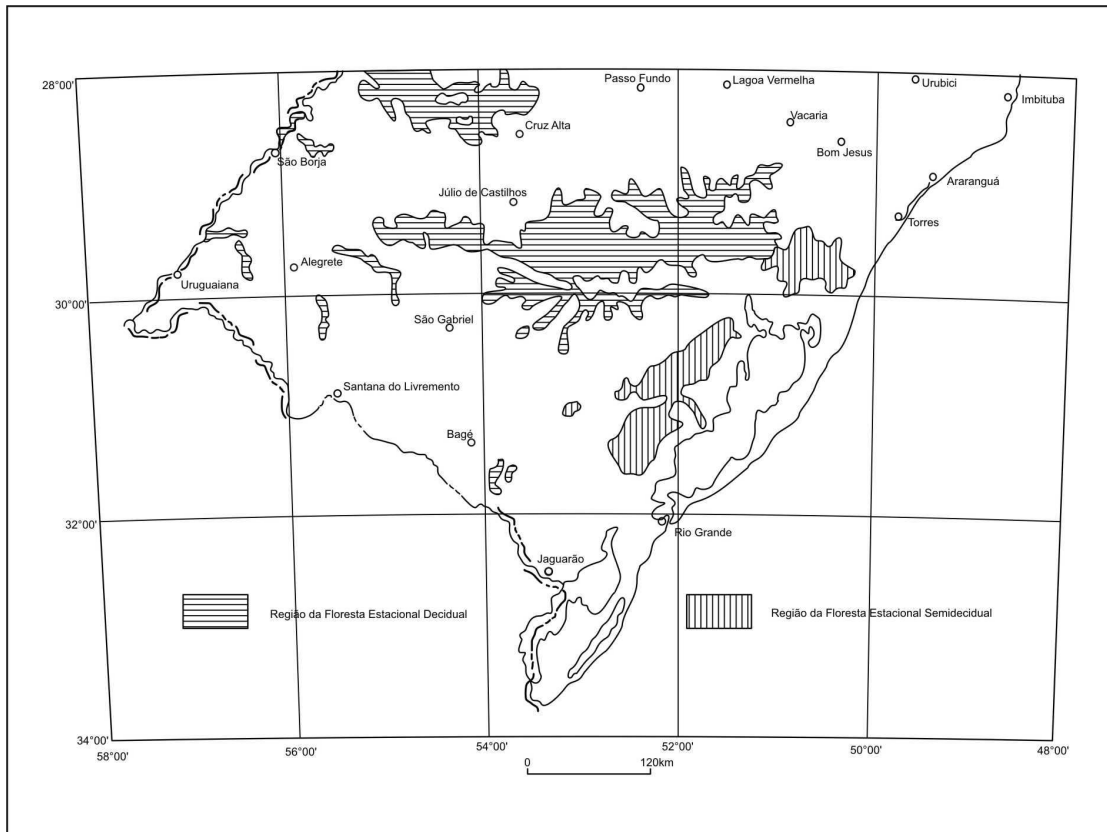 28°00'
Passo Fundo
Lagoa Vermelha
Urubici
Imbituba
Vacaria
Cruz Alta
Bom Jesus
São Borja
Araranguá
Júlio de Castilhos
Torres
Alegrete
Uruguaiana
30°00'
São Gabriel
Santana do Livremento
Bagé
32°00'
Rio Grande
Jaguarão
Região da Floresta Estacional Decidual
Região da Floresta Estacional Semidecidual
34°00'
58°00'
56°00'
54°00'
52°00'
50°00'
48°00'
0 120km